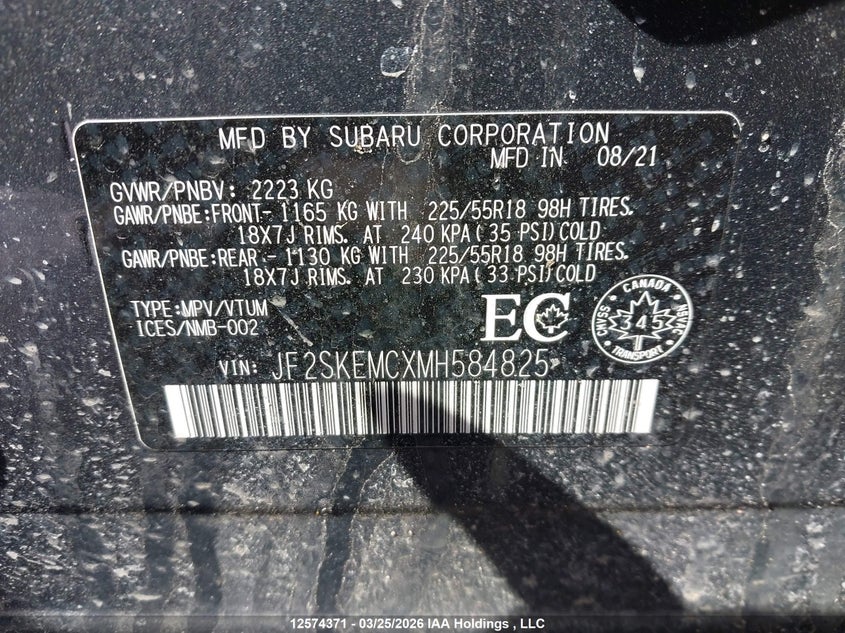 MFD BY SUBARU CORPORATION
MFD IN 08/21
GVWR/PNBV: 2223 KG
GAWR/PNBE:FRONT- 1165 KG WITH 225/55R18 98H TIRES.
18X7J RIMS. AT 240 KPA(35 PSI)COLD
GAWR/PNBE:REAR - 1130 KG WITH 225/55R18 98H TIRES.
18X7J RIMS. AT 230 KPA(33 PSI)COLD
TYPE:MPV/VTUM
ICES/NMB-002
EC
CANADA
CMVSS
345
NSVAC
TRANSPORT
VIN: JF2SKEMCXMH584825
12574371 - 03/25/2026 IAA Holdings , LLC